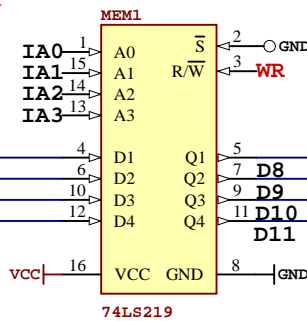 MEM1
IA0 1 A0 S 2 GND
IA1 15 A1 R/W 3 WR
IA2 14 A2
IA3 13 A3
4 D1 Q1 5
6 D2 Q2 7 D8
10 D3 Q3 9 D9
12 D4 Q4 11 D10
D11
VCC 16 VCC GND 8 GND
74LS219